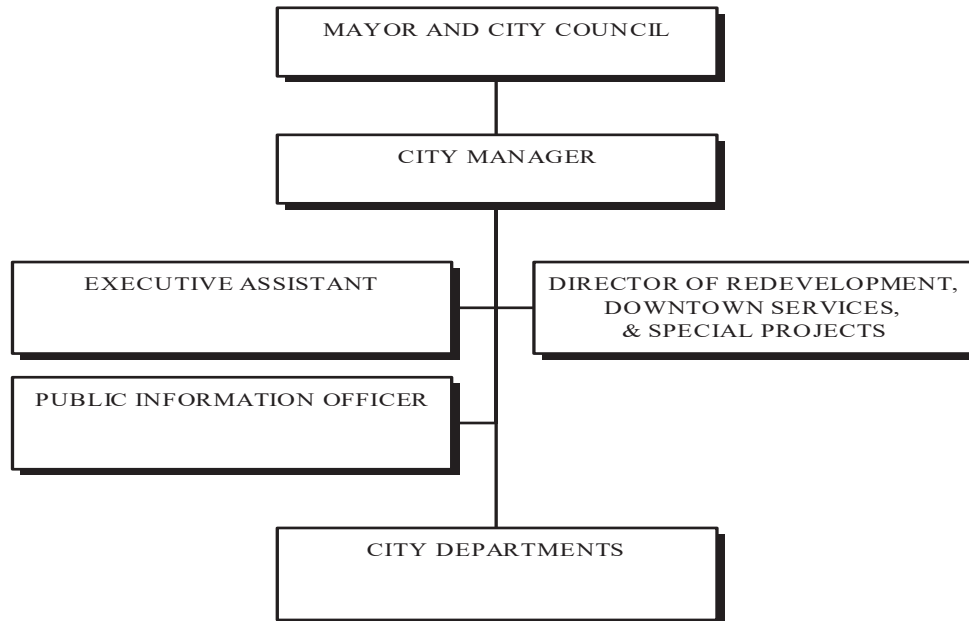 MAYOR AND CITY COUNCIL
CITY MANAGER
EXECUTIVE ASSISTANT
DIRECTOR OF REDEVELOPMENT,
DOWNTOWN SERVICES,
& SPECIAL PROJECTS
PUBLIC INFORMATION OFFICER
CITY DEPARTMENTS